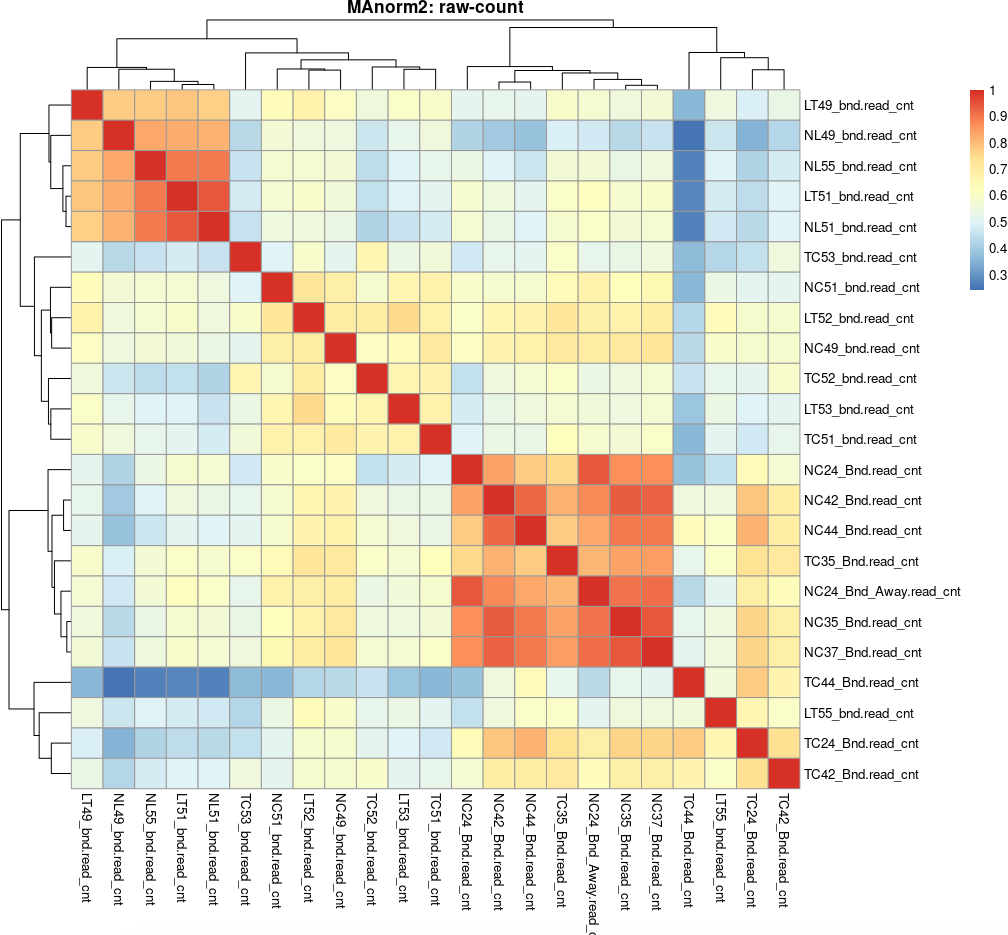 MAnorm2: raw-count
1
0.9
0.8
0.7
0.6
0.5
0.4
0.3
LT49_bnd.read_cnt
NL49_bnd.read_cnt
NL55_bnd.read_cnt
LT51_bnd.read_cnt
NL51_bnd.read_cnt
TC53_bnd.read_cnt
NC51_bnd.read_cnt
LT52_bnd.read_cnt
NC49_bnd.read_cnt
TC52_bnd.read_cnt
LT53_bnd.read_cnt
TC51_bnd.read_cnt
NC24_Bnd.read_cnt
NC42_Bnd.read_cnt
NC44_Bnd.read_cnt
TC35_Bnd.read_cnt
NC24_Bnd_Away.read_cnt
NC35_Bnd.read_cnt
NC37_Bnd.read_cnt
TC44_Bnd.read_cnt
LT55_bnd.read_cnt
TC24_Bnd.read_cnt
TC42_Bnd.read_cnt
LT49_bnd.read_cnt
NL49_bnd.read_cnt
NL55_bnd.read_cnt
LT51_bnd.read_cnt
NL51_bnd.read_cnt
TC53_bnd.read_cnt
NC51_bnd.read_cnt
LT52_bnd.read_cnt
NC49_bnd.read_cnt
TC52_bnd.read_cnt
LT53_bnd.read_cnt
TC51_bnd.read_cnt
NC24_Bnd.read_cnt
NC42_Bnd.read_cnt
NC44_Bnd.read_cnt
TC35_Bnd.read_cnt
NC24_Bnd_Away.read_c
NC35_Bnd.read_cnt
NC37_Bnd.read_cnt
TC44_Bnd.read_cnt
LT55_bnd.read_cnt
TC24_Bnd.read_cnt
TC42_Bnd.read_cnt